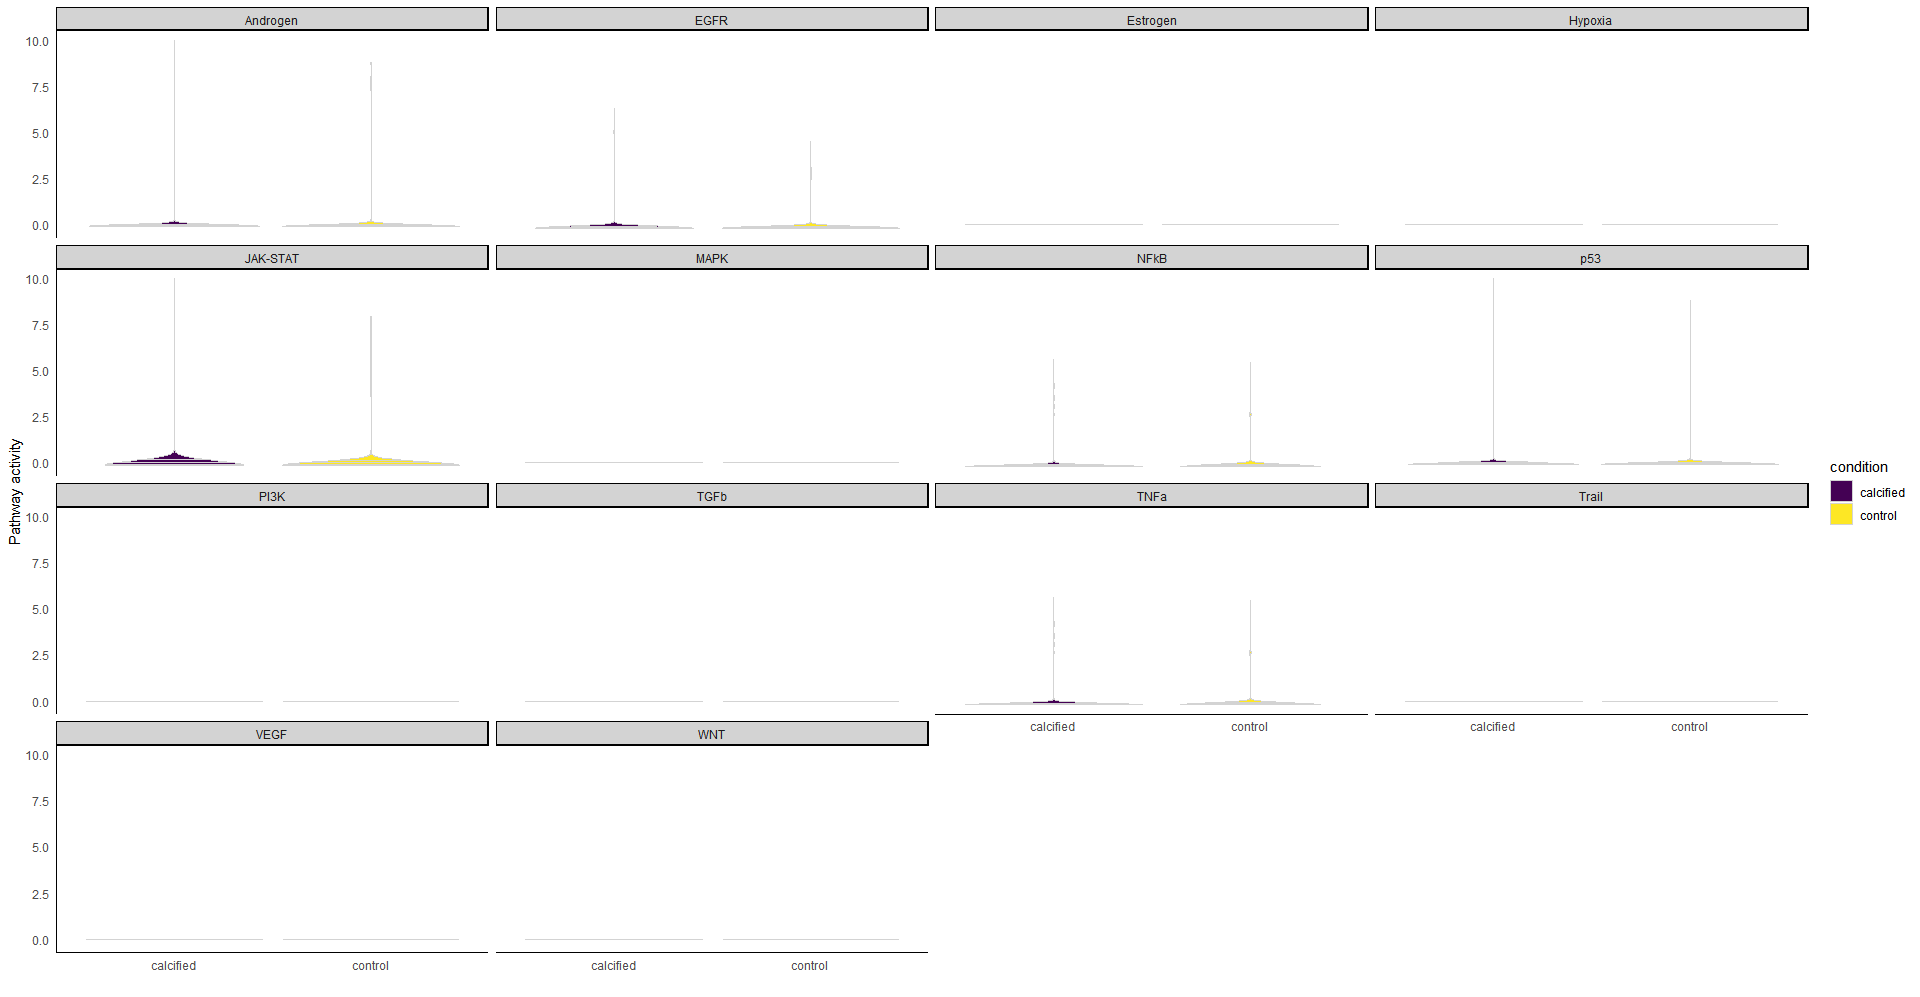 Androgen EGFR Estrogen Hypoxia
10.0
7.5
5.0
2.5
0.0
JAK-STAT MAPK NFkB p53
10.0
7.5
5.0
2.5
0.0
Pathway activity
condition
calcified
control
PI3K TGFb TNFa Trail
10.0
7.5
5.0
2.5
0.0
calcified control calcified control
VEGF WNT
10.0
7.5
5.0
2.5
0.0
calcified control calcified control